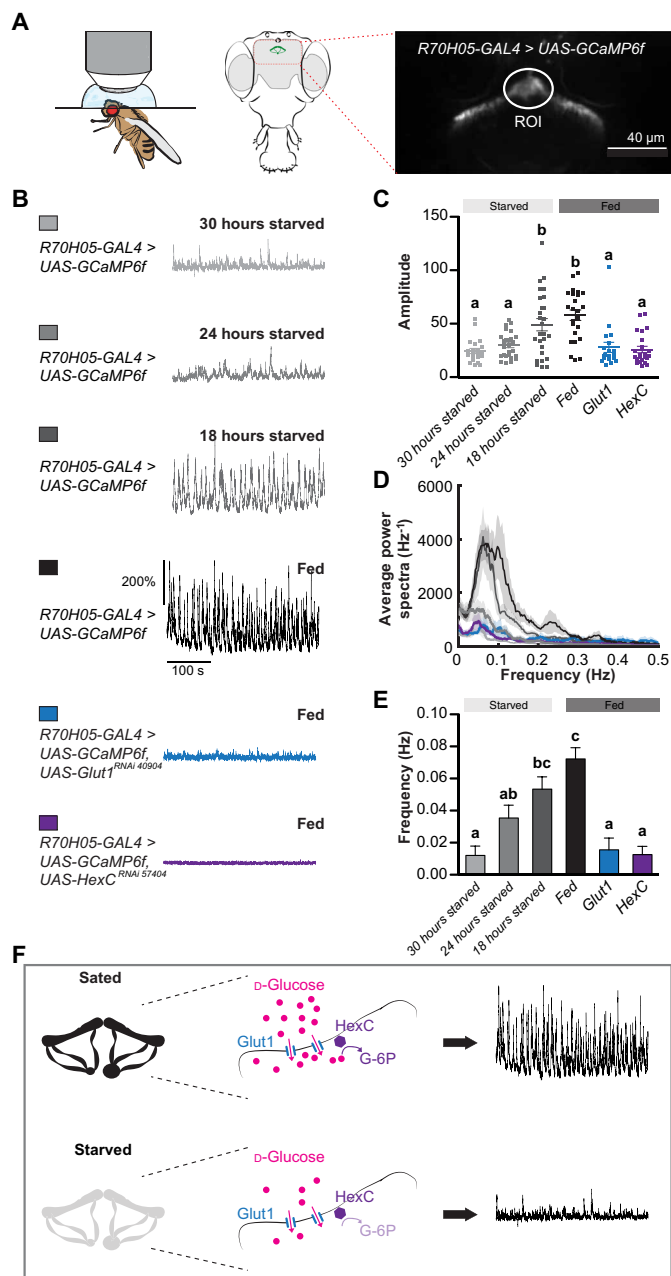 A
R70H05-GAL4 > UAS-GCaMP6f
ROI
40 µm
B
30 hours starved
R70H05-GAL4 >
UAS-GCaMP6f
24 hours starved
R70H05-GAL4 >
UAS-GCaMP6f
18 hours starved
R70H05-GAL4 >
UAS-GCaMP6f
Fed
200%
R70H05-GAL4 >
UAS-GCaMP6f
100 s
Fed
R70H05-GAL4 >
UAS-GCaMP6f,
UAS-Glut1RNAi 40904
Fed
R70H05-GAL4 >
UAS-GCaMP6f,
UAS-HexC RNAi 57404
C
Starved
Fed
150
100
50
0
Amplitude
a
a
b
b
a
a
30 hours starved
24 hours starved
18 hours starved
Fed
Glut1
HexC
D
6000
4000
2000
0
Average power
spectra (Hz-1)
0
0.1
0.2
0.3
0.4
0.5
Frequency (Hz)
E
Starved
Fed
0.10
0.08
0.06
0.04
0.02
0.00
Frequency (Hz)
a
ab
bc
c
a
a
30 hours starved
24 hours starved
18 hours starved
Fed
Glut1
HexC
F
Sated
D-Glucose
Glut1
HexC
G-6P
Starved
D-Glucose
Glut1
HexC
G-6P